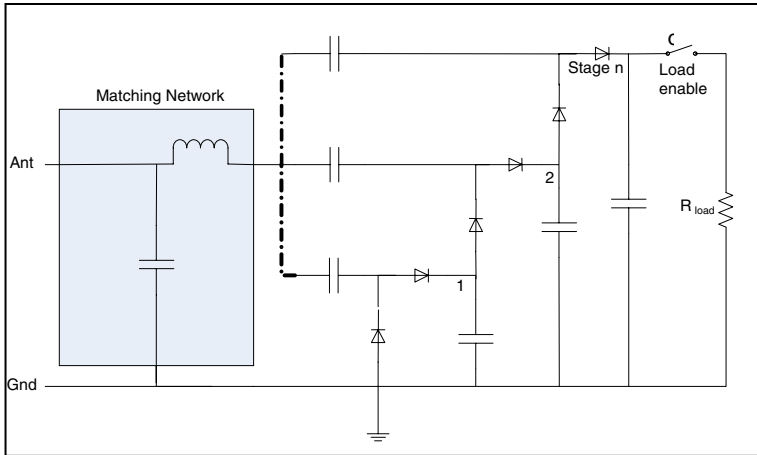 Matching Network
Ant
Gnd
1
2
Stage n
Load
enable
R load